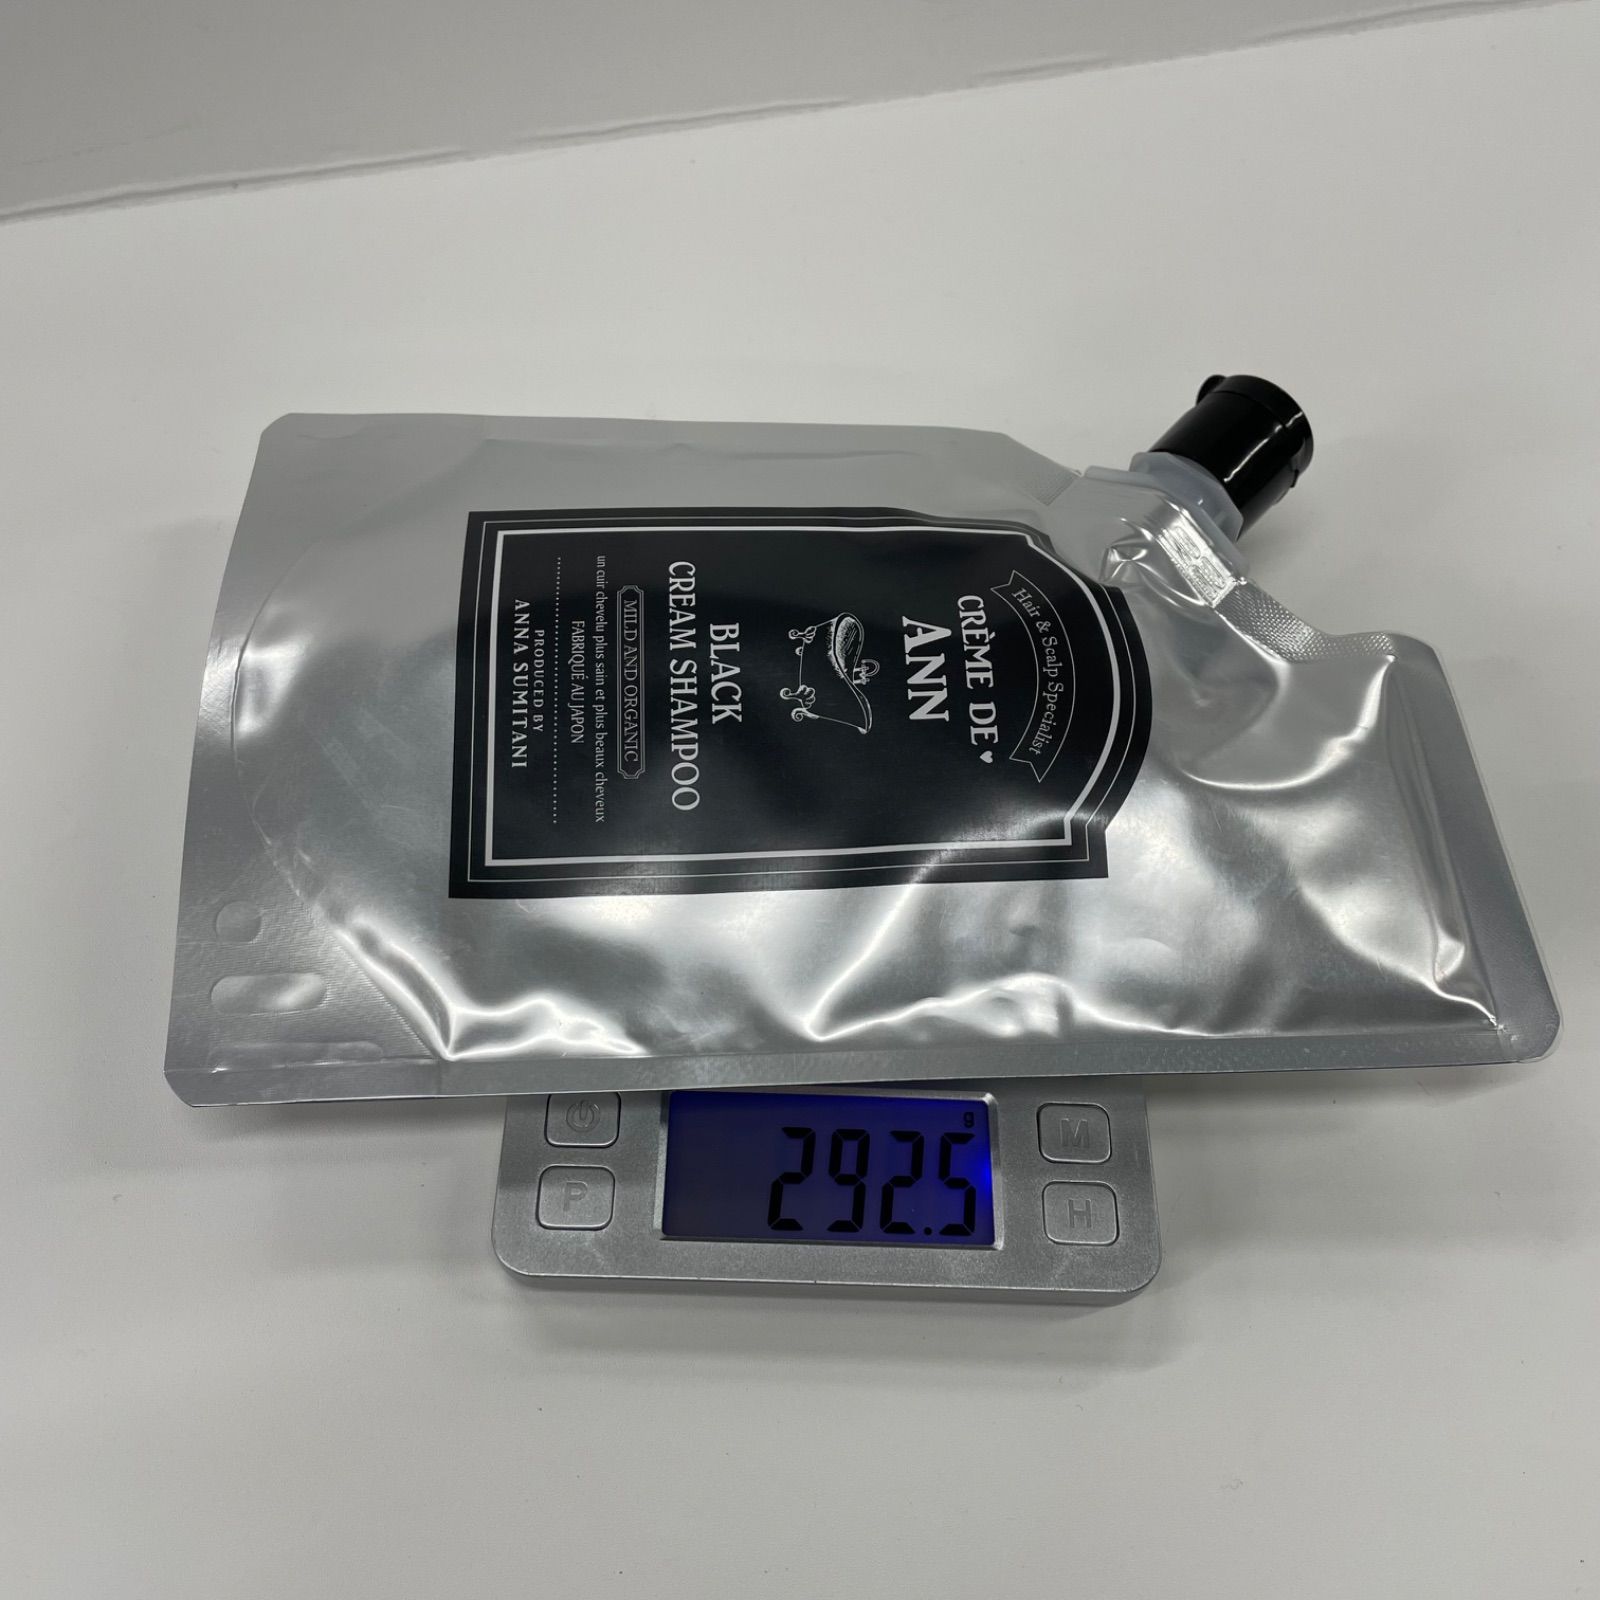 Hair & Scalp Specialist
CRÈME DE
ANN
BLACK
CREAM SHAMPOO
MILD AND ORGANIC
un cuir chevelu plus sain et plus beaux cheveux
FABRIQUÉ AU JAPON
PRODUCED BY
ANNA SUMITANI
g
292.5
M
P
H